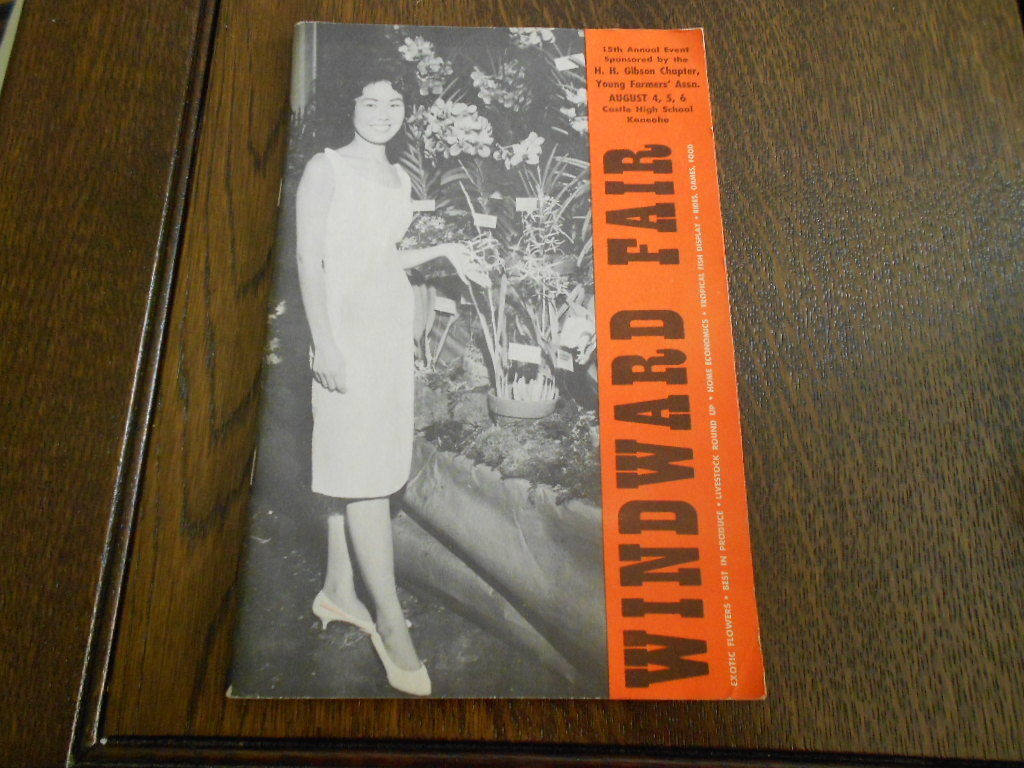 15th Annual Event
Sponsored by the
H. H. Gibson Chapter,
Young Farmers' Assn.
AUGUST 4, 5, 6
Castle High School
Kaneohe
WINDWARD FAIR
EXOTIC FLOWERS • BEST IN PRODUCE • LIVESTOCK ROUND UP • HOME ECONOMICS • TROPICAL FISH DISPLAY • RIDES, GAMES, FOOD